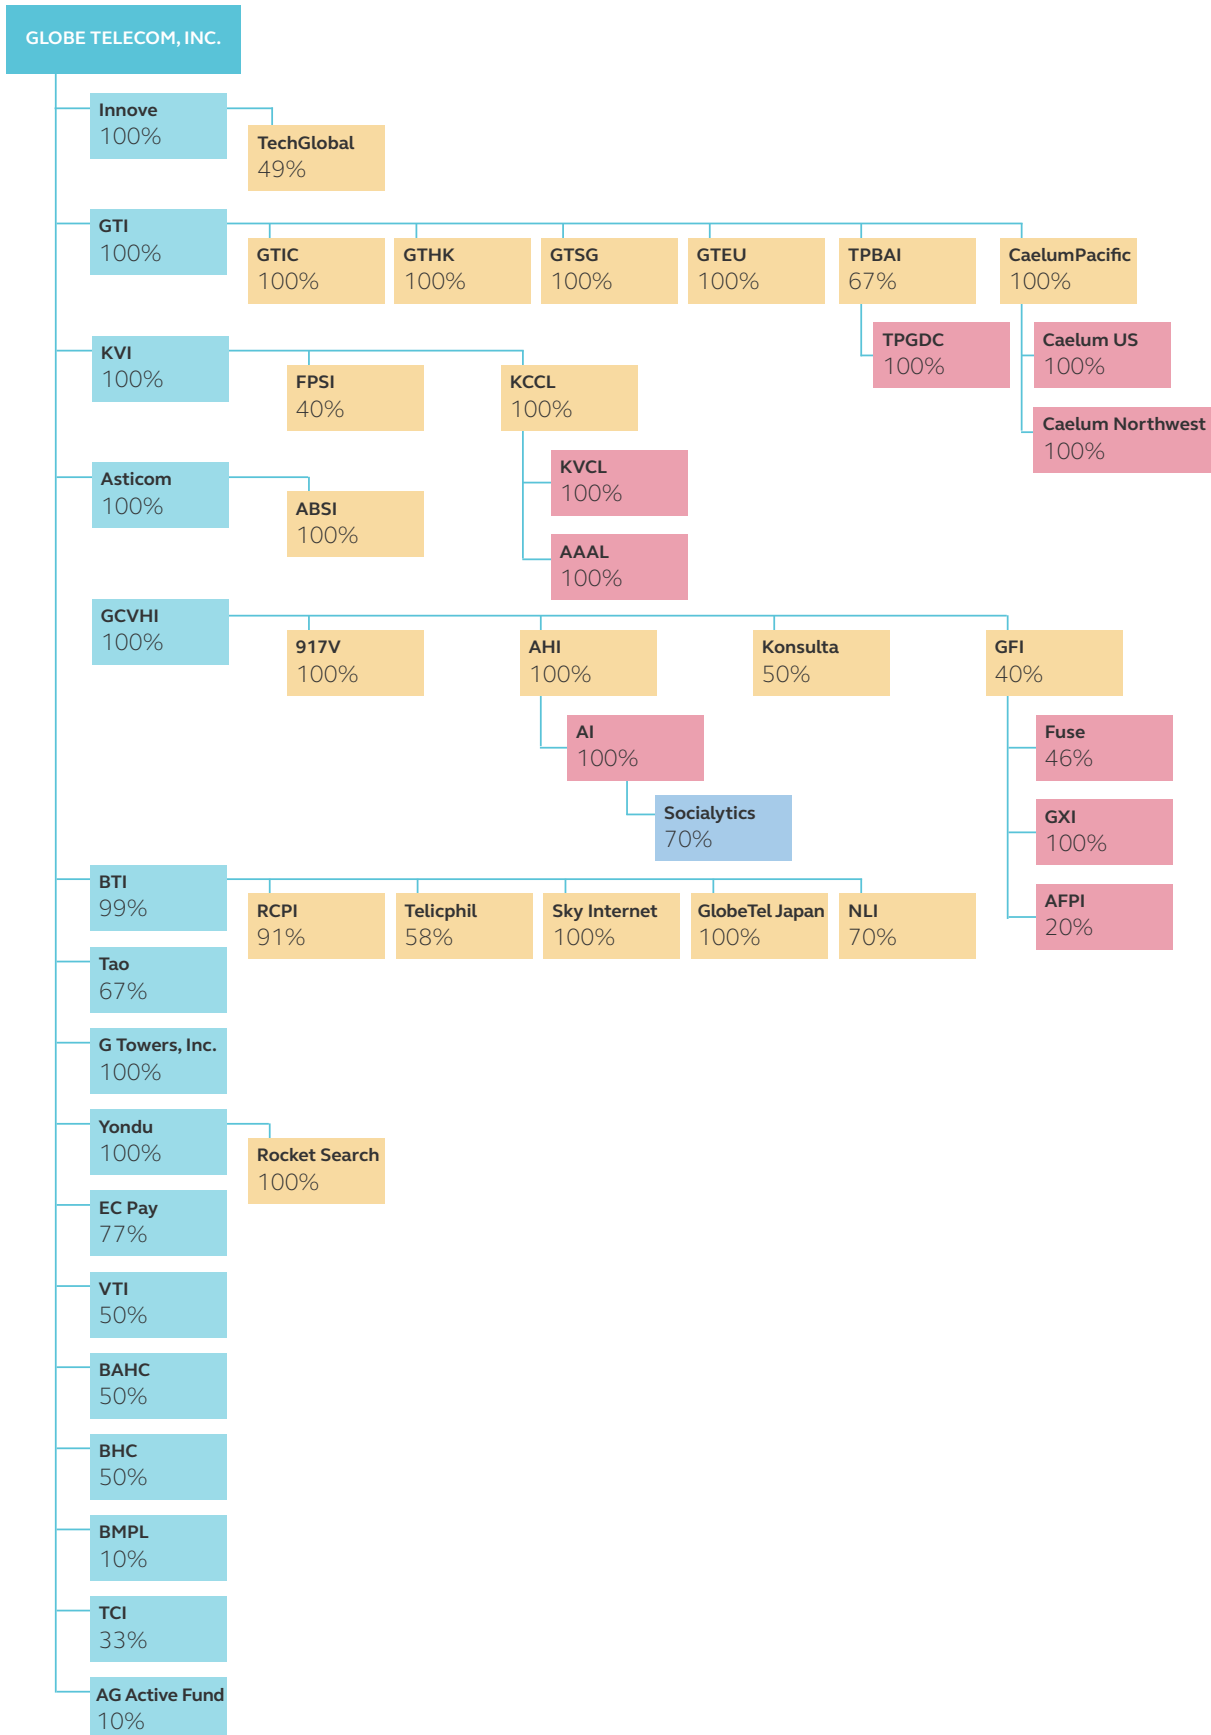 GLOBE TELECOM, INC.
Innove
100%
TechGlobal
49%
GTI
100%
GTIC
100%
GTHK
100%
GTSG
100%
GTEU
100%
TPBAI
67%
CaelumPacific
100%
TPGDC
100%
Caelum US
100%
Caelum Northwest
100%
KVI
100%
FPSI
40%
KCCL
100%
KVCL
100%
AAAL
100%
Asticom
100%
ABSI
100%
GCVHI
100%
917V
100%
AHI
100%
Konsulta
50%
GFI
40%
AI
100%
Socialytics
70%
Fuse
46%
GXI
100%
AFPI
20%
BTI
99%
RCPI
91%
Telicphil
58%
Sky Internet
100%
GlobeTel Japan
100%
NLI
70%
Tao
67%
G Towers, Inc.
100%
Yondu
100%
Rocket Search
100%
EC Pay
77%
VTI
50%
BAHC
50%
BHC
50%
BMPL
10%
TCI
33%
AG Active Fund
10%